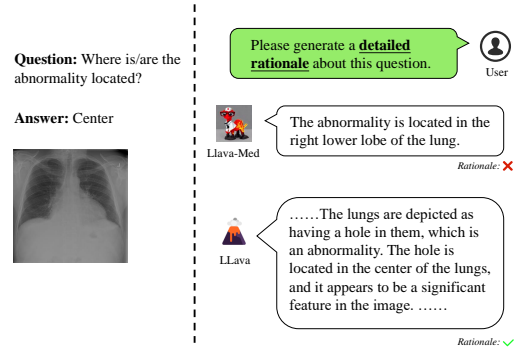 Question: Where is/are the
abnormality located?
Answer: Center
Please generate a detailed
rationale about this question.
User
Llava-Med
The abnormality is located in the
right lower lobe of the lung.
Rationale: ❌
LLava
……The lungs are depicted as
having a hole in them, which is
an abnormality. The hole is
located in the center of the lungs,
and it appears to be a significant
feature in the image. ……
Rationale: ✓